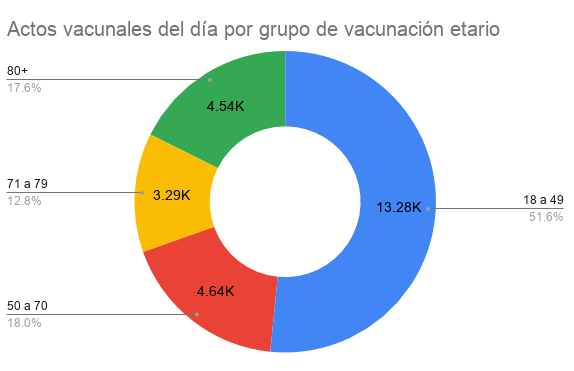 Actos vacunales del día por grupo de vacunación etario
80+
17.6%
4.54K
71 a 79
12.8%
3.29K
13.28K
18 a 49
51.6%
4.64K
50 a 70
18.0%